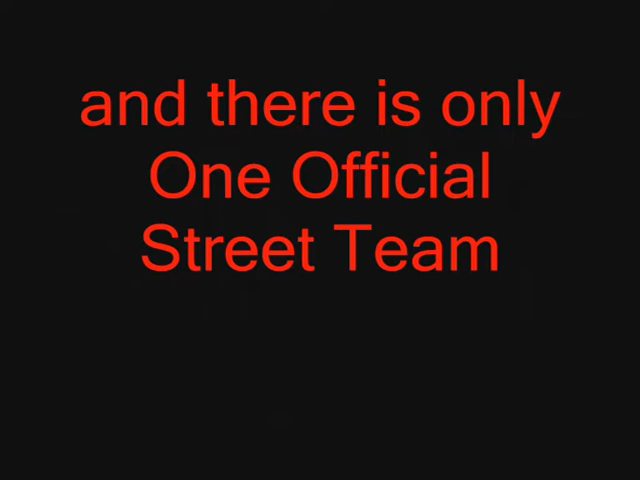 and there is only
One Official
Street Team